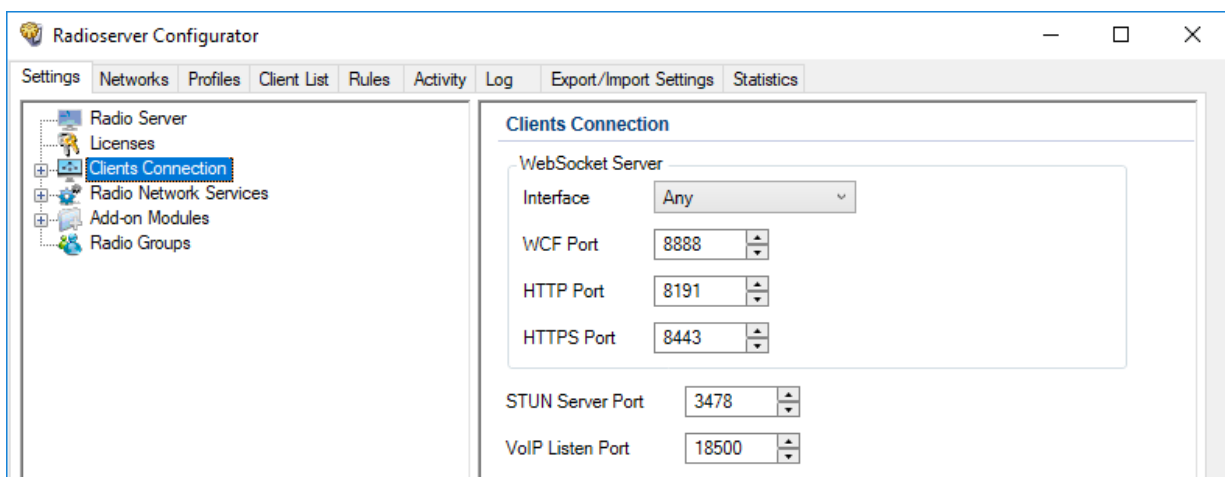 Radioserver Configurator
Settings Networks Profiles Client List Rules Activity Log Export/Import Settings Statistics
Radio Server
Licenses
Clients Connection
Radio Network Services
Add-on Modules
Radio Groups
Clients Connection
WebSocket Server
Interface Any
WCF Port 8888
HTTP Port 8191
HTTPS Port 8443
STUN Server Port 3478
VoIP Listen Port 18500